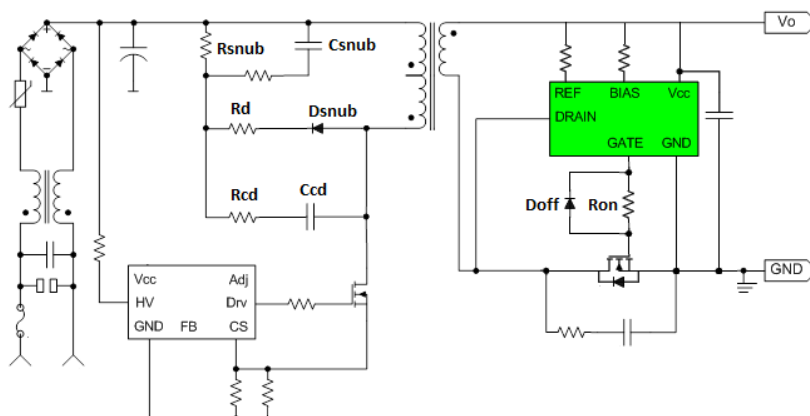 Rsnub
Csnub
Vo
Rd
Dsnub
REF
BIAS
Vcc
DRAIN
GATE
GND
Rcd
Ccd
Doff
Ron
GND
Vcc
Adj
HV
Drv
GND
FB
CS